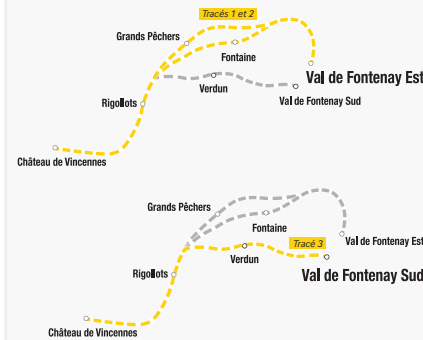 Tracés 1 et 2
Grands Pêchers
Fontaine
Val de Fontenay Est
Verdun
Val de Fontenay Sud
Rigollots
Château de Vincennes
Grands Pêchers
Fontaine
Tracé 3
Val de Fontenay Est
Verdun
Val de Fontenay Sud
Rigollots
Château de Vincennes